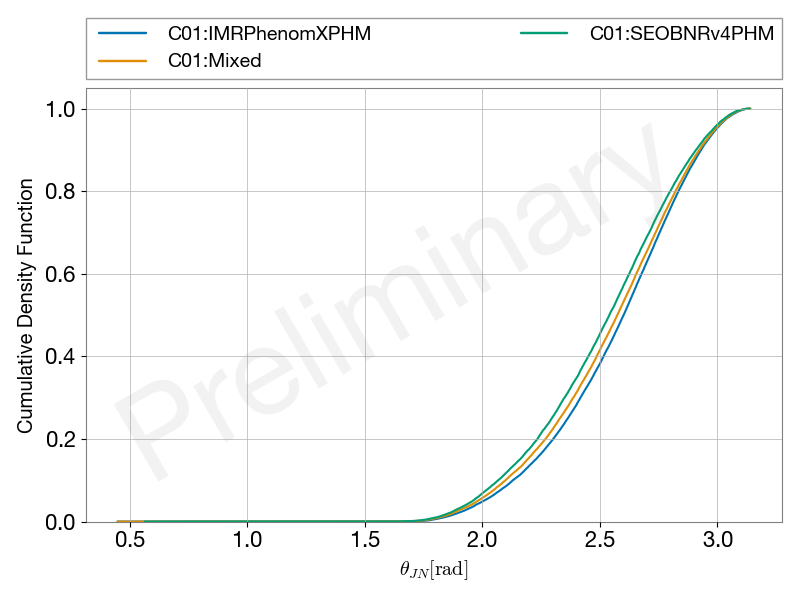 C01:IMRPhenomXPHM
C01:Mixed
C01:SEOBNRv4PHM
Preliminary
Cumulative Density Function
1.0
0.8
0.6
0.4
0.2
0.0
0.5 1.0 1.5 2.0 2.5 3.0
θ_JN[rad]